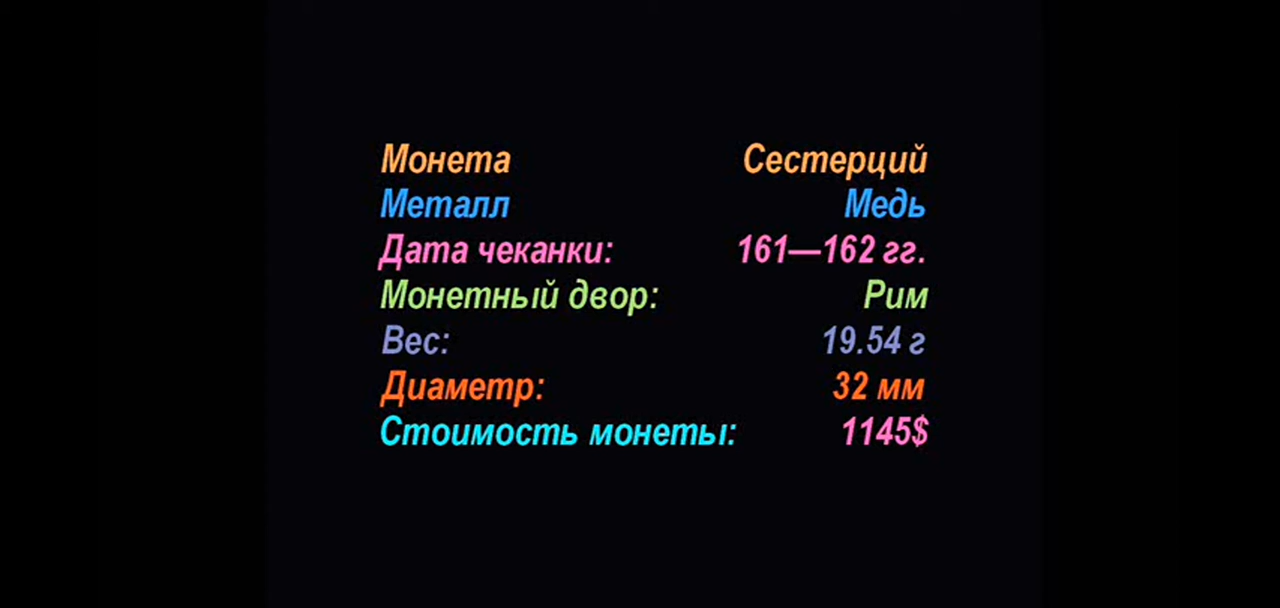 Монета Сестерций
Металл Медь
Дата чеканки: 161—162 гг.
Монетный двор: Рим
Вес: 19.54 г
Диаметр: 32 мм
Стоимость монеты: 1145$